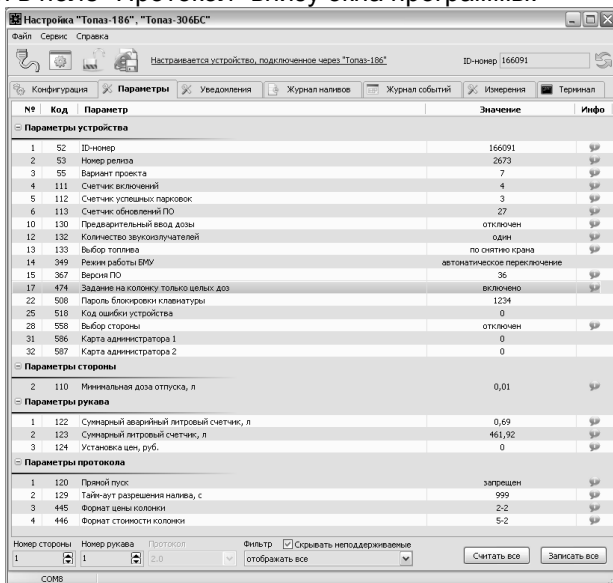 Настройка "Топаз-186", "Топаз-306БС"
Файл Сервис Справка
Настраивается устройство, подключенное через "Топаз-186" ID-номер 166091
Конфигурация Параметры Уведомления Журнал наливов Журнал событий Измерения Терминал
№ Код Параметр Значение Инфо
Параметры устройства
1 52 ID-номер 166091
2 53 Номер релиза 2673
3 55 Вариант проекта 7
4 111 Счетчик включений 4
5 112 Счетчик успешных парковок 3
6 113 Счетчик обновлений ПО 27
10 130 Предварительный ввод дозы отключен
12 132 Количество звукоизлучателей один
13 133 Выбор топлива по снятию крана
14 349 Режим работы БМУ автоматическое переключение
15 367 Версия ПО 36
17 474 Задание на колонку только целых доз включено
22 508 Пароль блокировки клавиатуры 1234
25 518 Код ошибки устройства 0
28 558 Выбор стороны отключен
31 586 Карта администратора 1 0
32 587 Карта администратора 2 0
Параметры стороны
2 110 Минимальная доза отпуска, л 0,01
Параметры рукава
1 122 Суммарный аварийный литровый счетчик, л 0,69
2 123 Суммарный литровый счетчик, л 461,92
3 124 Установка цен, руб. 0
Параметры протокола
1 120 Прямой пуск запрещен
2 129 Тайм-аут разрешения налива, с 999
3 445 Формат цены колонки 2-2
4 446 Формат стоимости колонки 5-2
Номер стороны Номер рукава Протокол Фильтр Скрывать неподдерживаемые
1 1 2.0 отображать все Считать все Записать все
COM8